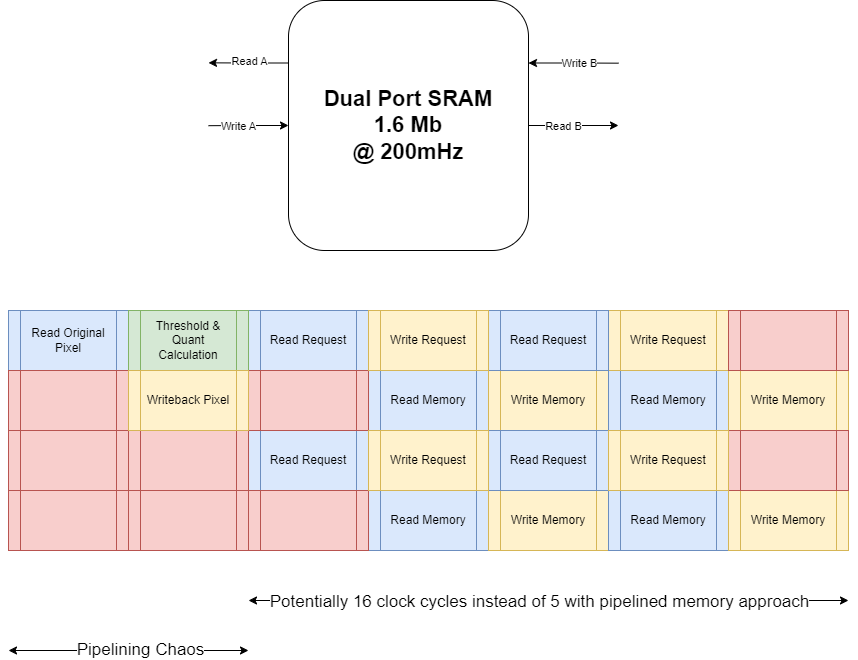 Read A
Write B
Dual Port SRAM
1.6 Mb
@ 200mHz
Write A
Read B
Read Original
Pixel
Threshold &
Quant
Calculation
Read Request
Write Request
Read Request
Write Request
Writeback Pixel
Read Memory
Write Memory
Read Memory
Write Memory
Read Request
Write Request
Read Request
Write Request
Read Memory
Write Memory
Read Memory
Write Memory
Potentially 16 clock cycles instead of 5 with pipelined memory approach
Pipelining Chaos